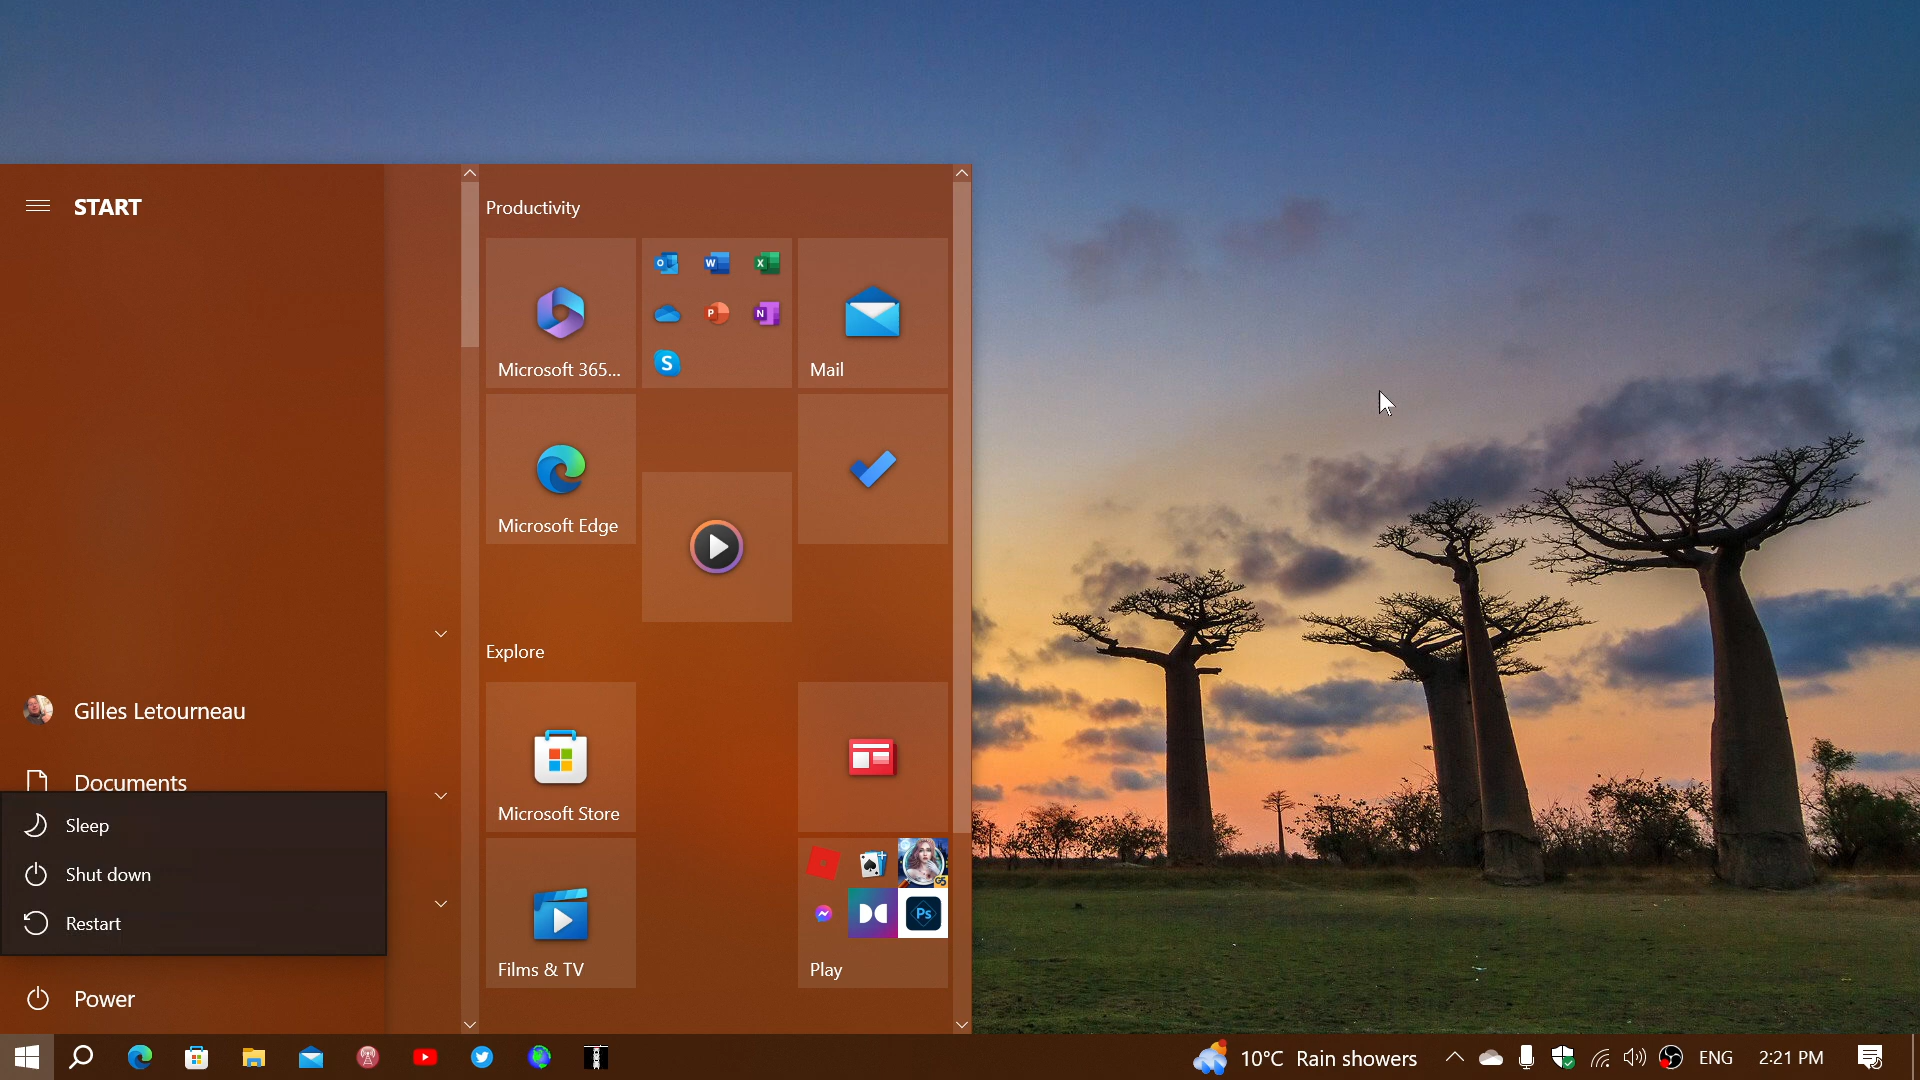 START
Productivity
Microsoft 365...
Mail
Microsoft Edge
Explore
Gilles Letourneau
Documents
Microsoft Store
Sleep
Shut down
Restart
Ps
Films & TV
Play
Power
10°C Rain showers
ENG
2:21 PM